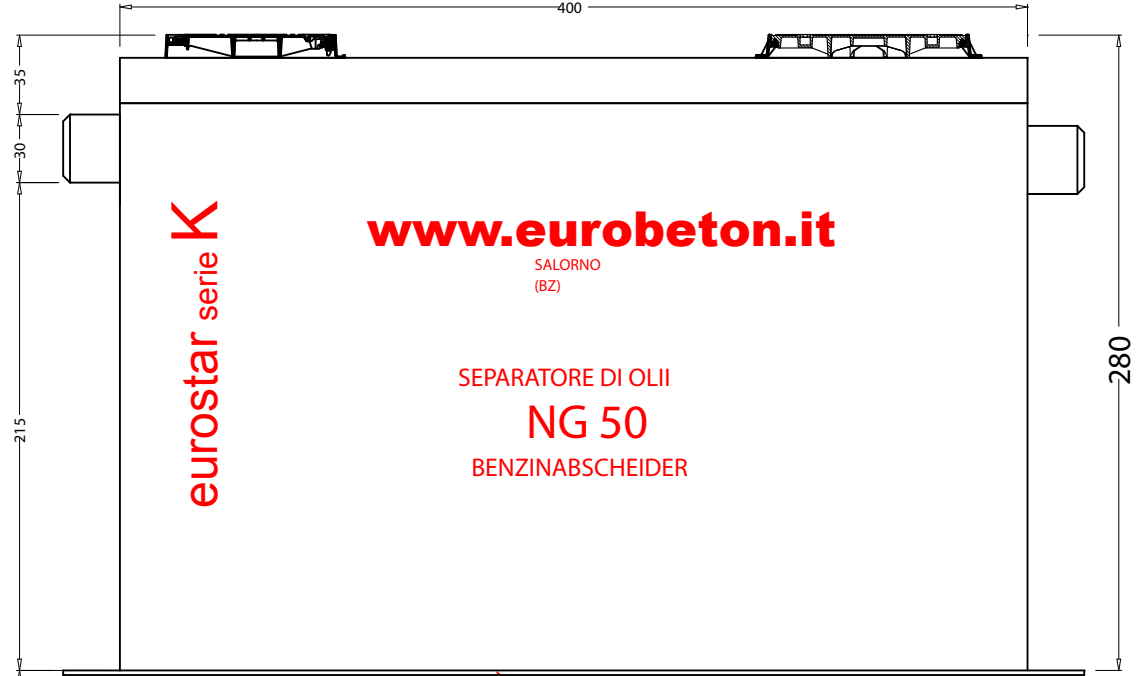 400
35
30
215
280
eurostar serie K
www.eurobeton.it
SALORNO
(BZ)
SEPARATORE DI OLII
NG 50
BENZINABSCHEIDER